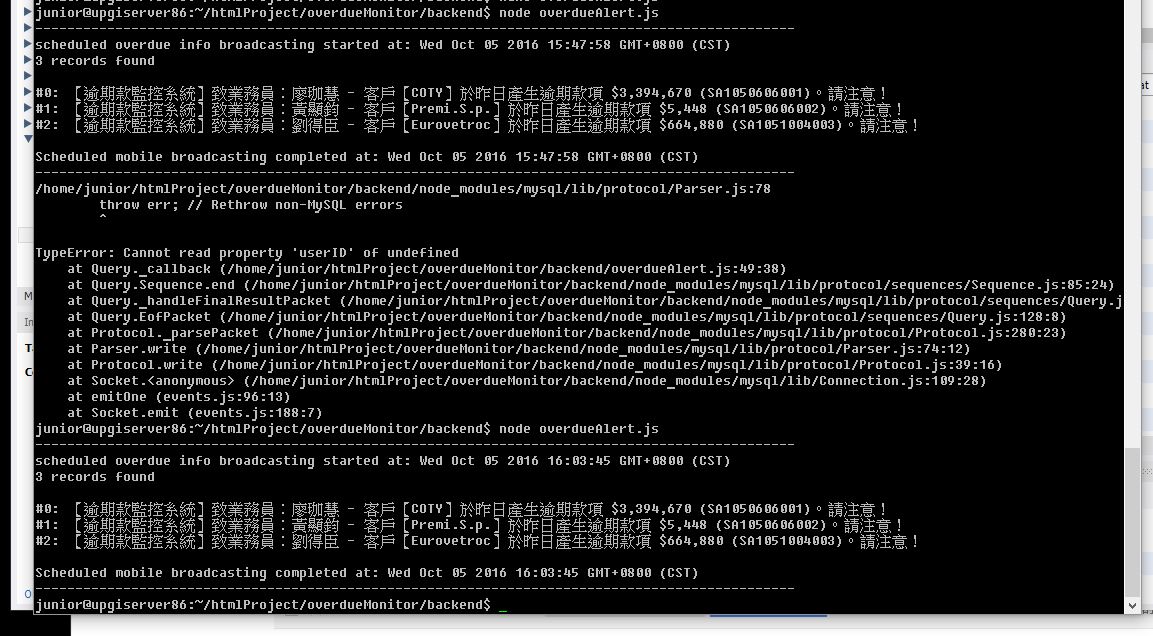 junior@upgiserver86:~/htmlProject/overdueMonitor/backend$ node overdueAlert.js
--------------------------------------------------------------------------------
scheduled overdue info broadcasting started at: Wed Oct 05 2016 15:47:58 GMT+0800 (CST)
3 records found
#0: [逾期款監控系統] 致業務員：廖珈慧 - 客戶 [COTY] 於昨日產生逾期款項 $3,394,670 (SA1050606001)。請注意！
#1: [逾期款監控系統] 致業務員：黃顯鈞 - 客戶 [Premi.S.p.] 於昨日產生逾期款項 $5,448 (SA1050606002)。請注意！
#2: [逾期款監控系統] 致業務員：劉得臣 - 客戶 [Eurovetroc] 於昨日產生逾期款項 $664,880 (SA1051004003)。請注意！
Scheduled mobile broadcasting completed at: Wed Oct 05 2016 15:47:58 GMT+0800 (CST)
--------------------------------------------------------------------------------
/home/junior/htmlProject/overdueMonitor/backend/node_modules/mysql/lib/protocol/Parser.js:78
throw err; // Rethrow non-MySQL errors
^
TypeError: Cannot read property 'userID' of undefined
at Query._callback (/home/junior/htmlProject/overdueMonitor/backend/overdueAlert.js:49:38)
at Query.Sequence.end (/home/junior/htmlProject/overdueMonitor/backend/node_modules/mysql/lib/protocol/sequences/Sequence.js:85:24)
at Query._handleFinalResultPacket (/home/junior/htmlProject/overdueMonitor/backend/node_modules/mysql/lib/protocol/sequences/Query.j
at Query.EofPacket (/home/junior/htmlProject/overdueMonitor/backend/node_modules/mysql/lib/protocol/sequences/Query.js:128:8)
at Protocol._parsePacket (/home/junior/htmlProject/overdueMonitor/backend/node_modules/mysql/lib/protocol/Protocol.js:280:23)
at Parser.write (/home/junior/htmlProject/overdueMonitor/backend/node_modules/mysql/lib/protocol/Parser.js:74:12)
at Protocol.write (/home/junior/htmlProject/overdueMonitor/backend/node_modules/mysql/lib/protocol/Protocol.js:39:16)
at Socket.<anonymous> (/home/junior/htmlProject/overdueMonitor/backend/node_modules/mysql/lib/Connection.js:109:28)
at emitOne (events.js:96:13)
at Socket.emit (events.js:188:7)
junior@upgiserver86:~/htmlProject/overdueMonitor/backend$ node overdueAlert.js
--------------------------------------------------------------------------------
scheduled overdue info broadcasting started at: Wed Oct 05 2016 16:03:45 GMT+0800 (CST)
3 records found
#0: [逾期款監控系統] 致業務員：廖珈慧 - 客戶 [COTY] 於昨日產生逾期款項 $3,394,670 (SA1050606001)。請注意！
#1: [逾期款監控系統] 致業務員：黃顯鈞 - 客戶 [Premi.S.p.] 於昨日產生逾期款項 $5,448 (SA1050606002)。請注意！
#2: [逾期款監控系統] 致業務員：劉得臣 - 客戶 [Eurovetroc] 於昨日產生逾期款項 $664,880 (SA1051004003)。請注意！
Scheduled mobile broadcasting completed at: Wed Oct 05 2016 16:03:45 GMT+0800 (CST)
--------------------------------------------------------------------------------
junior@upgiserver86:~/htmlProject/overdueMonitor/backend$ _